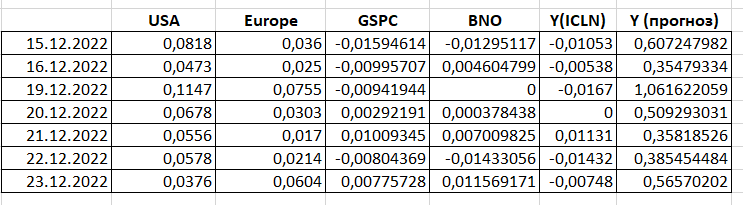 USA Europe GSPC BNO Y(ICLN) Y (прогноз)
15.12.2022 0,0818 0,036 -0,01594614 -0,01295117 -0,01053 0,607247982
16.12.2022 0,0473 0,025 -0,00995707 0,004604799 -0,00538 0,35479334
19.12.2022 0,1147 0,0755 -0,00941944 0 -0,0167 1,061622059
20.12.2022 0,0678 0,0303 0,00292191 0,000378438 0 0,509293031
21.12.2022 0,0556 0,017 0,01009345 0,007009825 0,01131 0,35818526
22.12.2022 0,0578 0,0214 -0,00804369 -0,01433056 -0,01432 0,385454484
23.12.2022 0,0376 0,0604 0,00775728 0,011569171 -0,00748 0,56570202